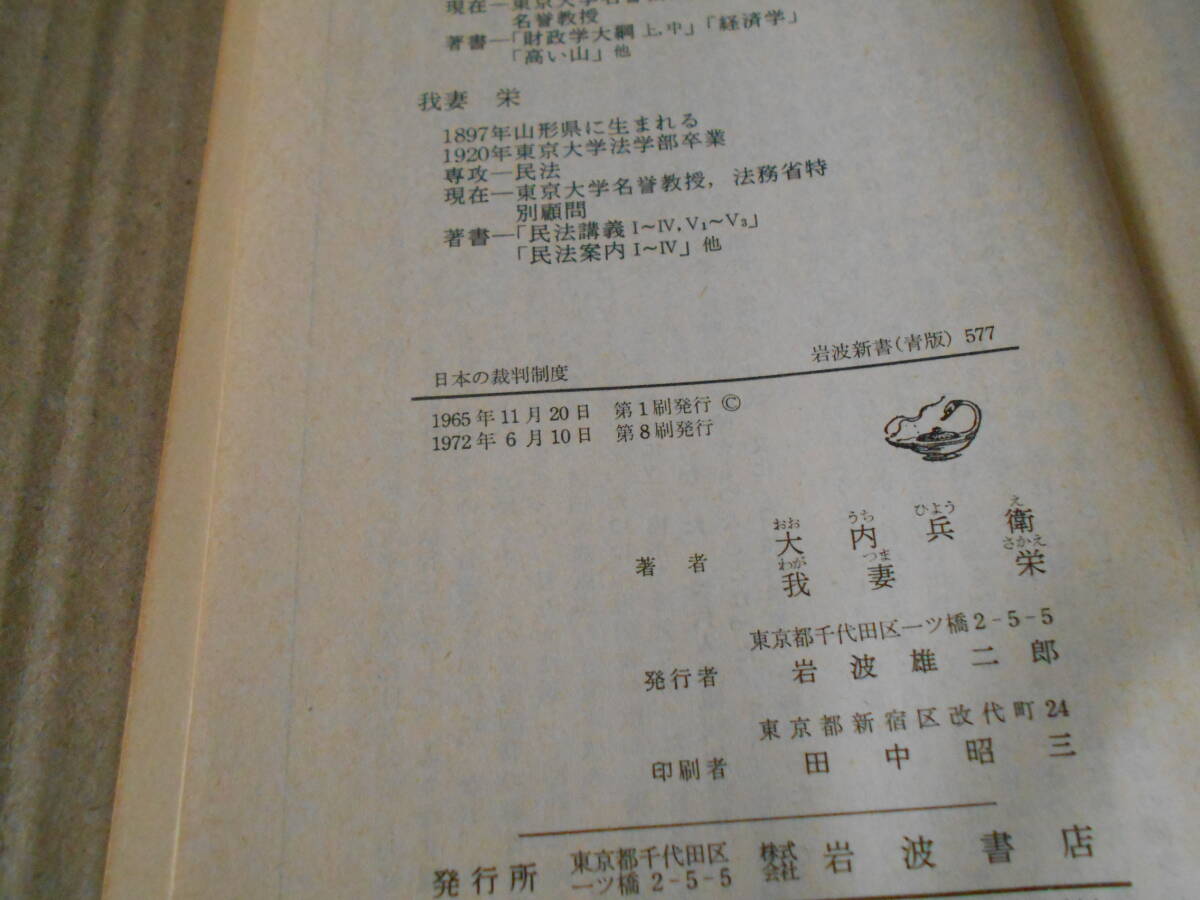 現在―東京大学名誉
名誉教授
著書―「財政学大綱 上,中」「経済学」
「高い山」他
我妻 栄
1897年山形県に生まれる
1920年東京大学法学部卒業
専攻―民法
現在―東京大学名誉教授, 法務省特
別顧問
著書―「民法講義 I~IV, V₁~V₃」
「民法案内 I~IV」他
日本の裁判制度
岩波新書(青版) 577
1965年11月20日 第1刷発行 ©
1972年 6月10日 第8刷発行
おお うち ひょう え
著者 大内兵衛
わが つま さかえ
我妻 栄
東京都千代田区一ツ橋2-5-5
発行者 岩波雄二郎
東京都新宿区改代町24
印刷者 田中昭三
発行所 東京都千代田区一ツ橋 2-5-5 株式会社 岩波書店